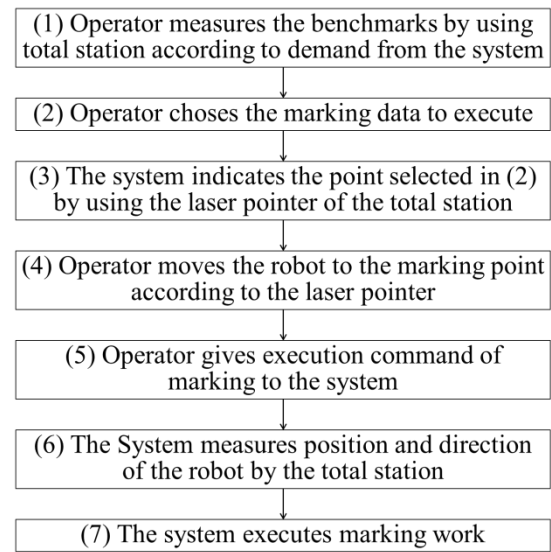 (1) Operator measures the benchmarks by using
total station according to demand from the system
(2) Operator choses the marking data to execute
(3) The system indicates the point selected in (2)
by using the laser pointer of the total station
(4) Operator moves the robot to the marking point
according to the laser pointer
(5) Operator gives execution command of
marking to the system
(6) The System measures position and direction
of the robot by the total station
(7) The system executes marking work